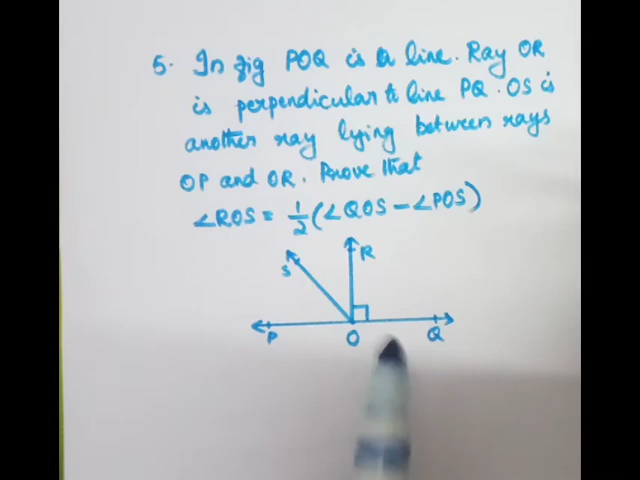 5. In fig POQ is a line. Ray OR
is perpendicular to line PQ. OS is
another ray lying between rays
OP and OR. Prove that
∠ROS = 1/2 (∠QOS - ∠POS)
R
S
P O Q